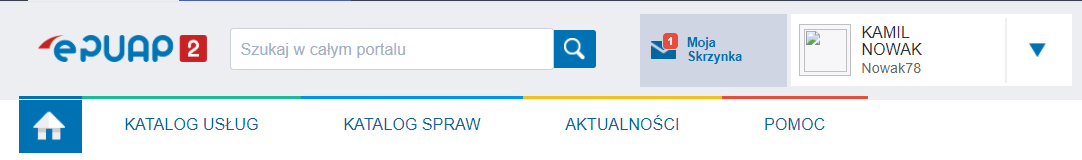 ePUAP 2
Szukaj w całym portalu
1
Moja
Skrzynka
KAMIL
NOWAK
Nowak78
KATALOG USŁUG
KATALOG SPRAW
AKTUALNOŚCI
POMOC